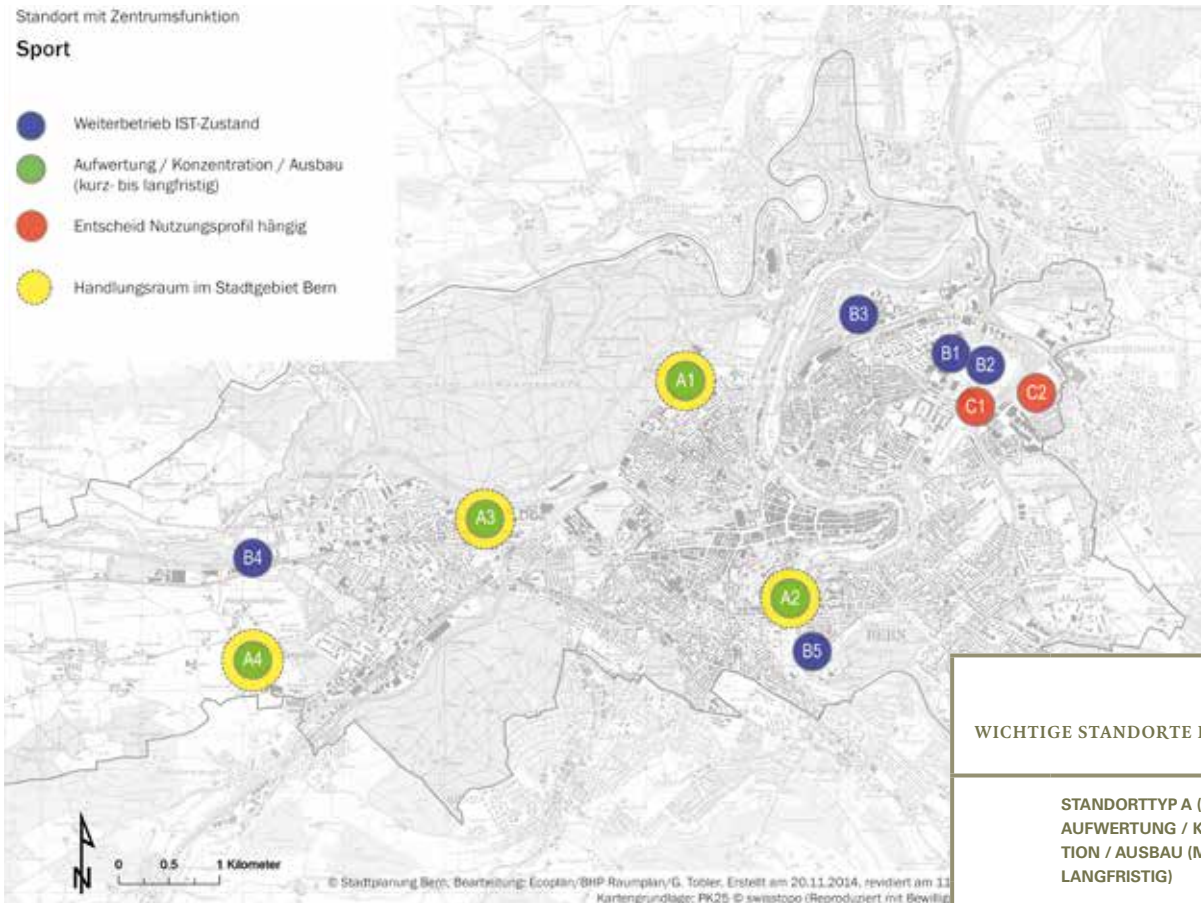 Standort mit Zentrumsfunktion
Sport
Weiterbetrieb IST-Zustand
Aufwertung / Konzentration / Ausbau
(kurz- bis langfristig)
Entscheid Nutzungsprofil hängig
Handlungsraum im Stadtgebiet Bern
B3
B1
B2
A1
C2
C1
A3
B4
A2
B5
BERN
A4
WICHTIGE STANDORTE
STANDORTTYP A (
AUFWERTUNG / K
TION / AUSBAU (M
LANGFRISTIG)
N
0 0.5 1 Kilometer
© Stadtplanung Bern, Bearbeitung: Ecoplan/BHP Raumplan/G. Tobler, Erstellt am 20.11.2014, revidiert am 11
Kartengrundlage: PK25 © swisstopo (Reproduziert mit Bewillig